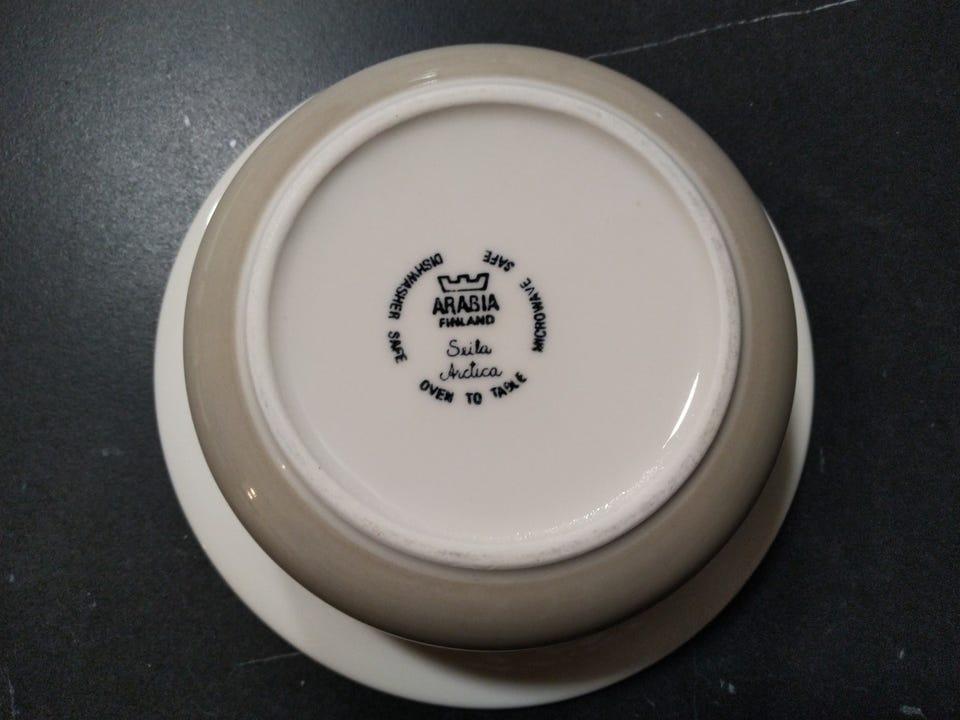 DISHWASHER SAFE
MICROWAVE SAFE
ARABIA
FINLAND
Seita
Arctica
OVEN TO TABLE